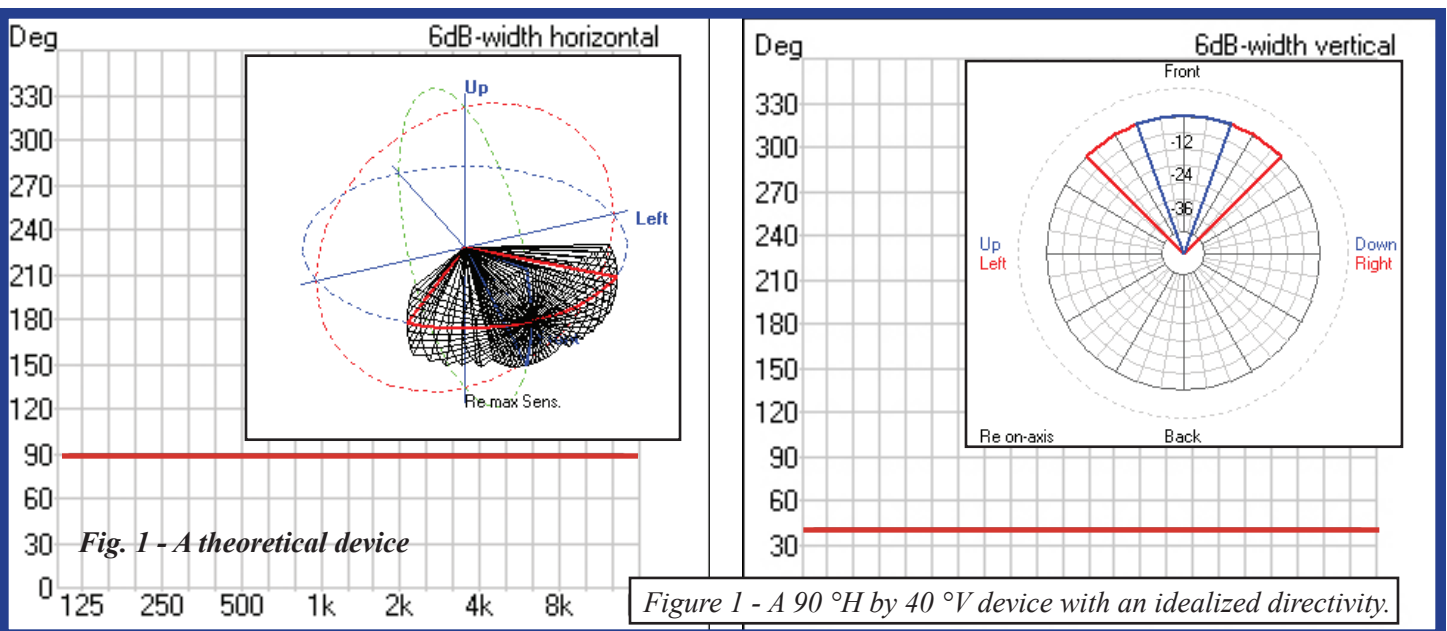 Deg
6dB-width horizontal
330
300
270
240
210
180
150
120
90
60
30
0
125 250 500 1k 2k 4k 8k
Up
Left
Re max Sens.
Fig. 1 - A theoretical device
Deg
6dB-width vertical
330
300
270
240
210
180
150
120
90
60
30
Front
-12
-24
-36
Up
Left
Down
Right
Re on-axis
Back
Figure 1 - A 90 °H by 40 °V device with an idealized directivity.